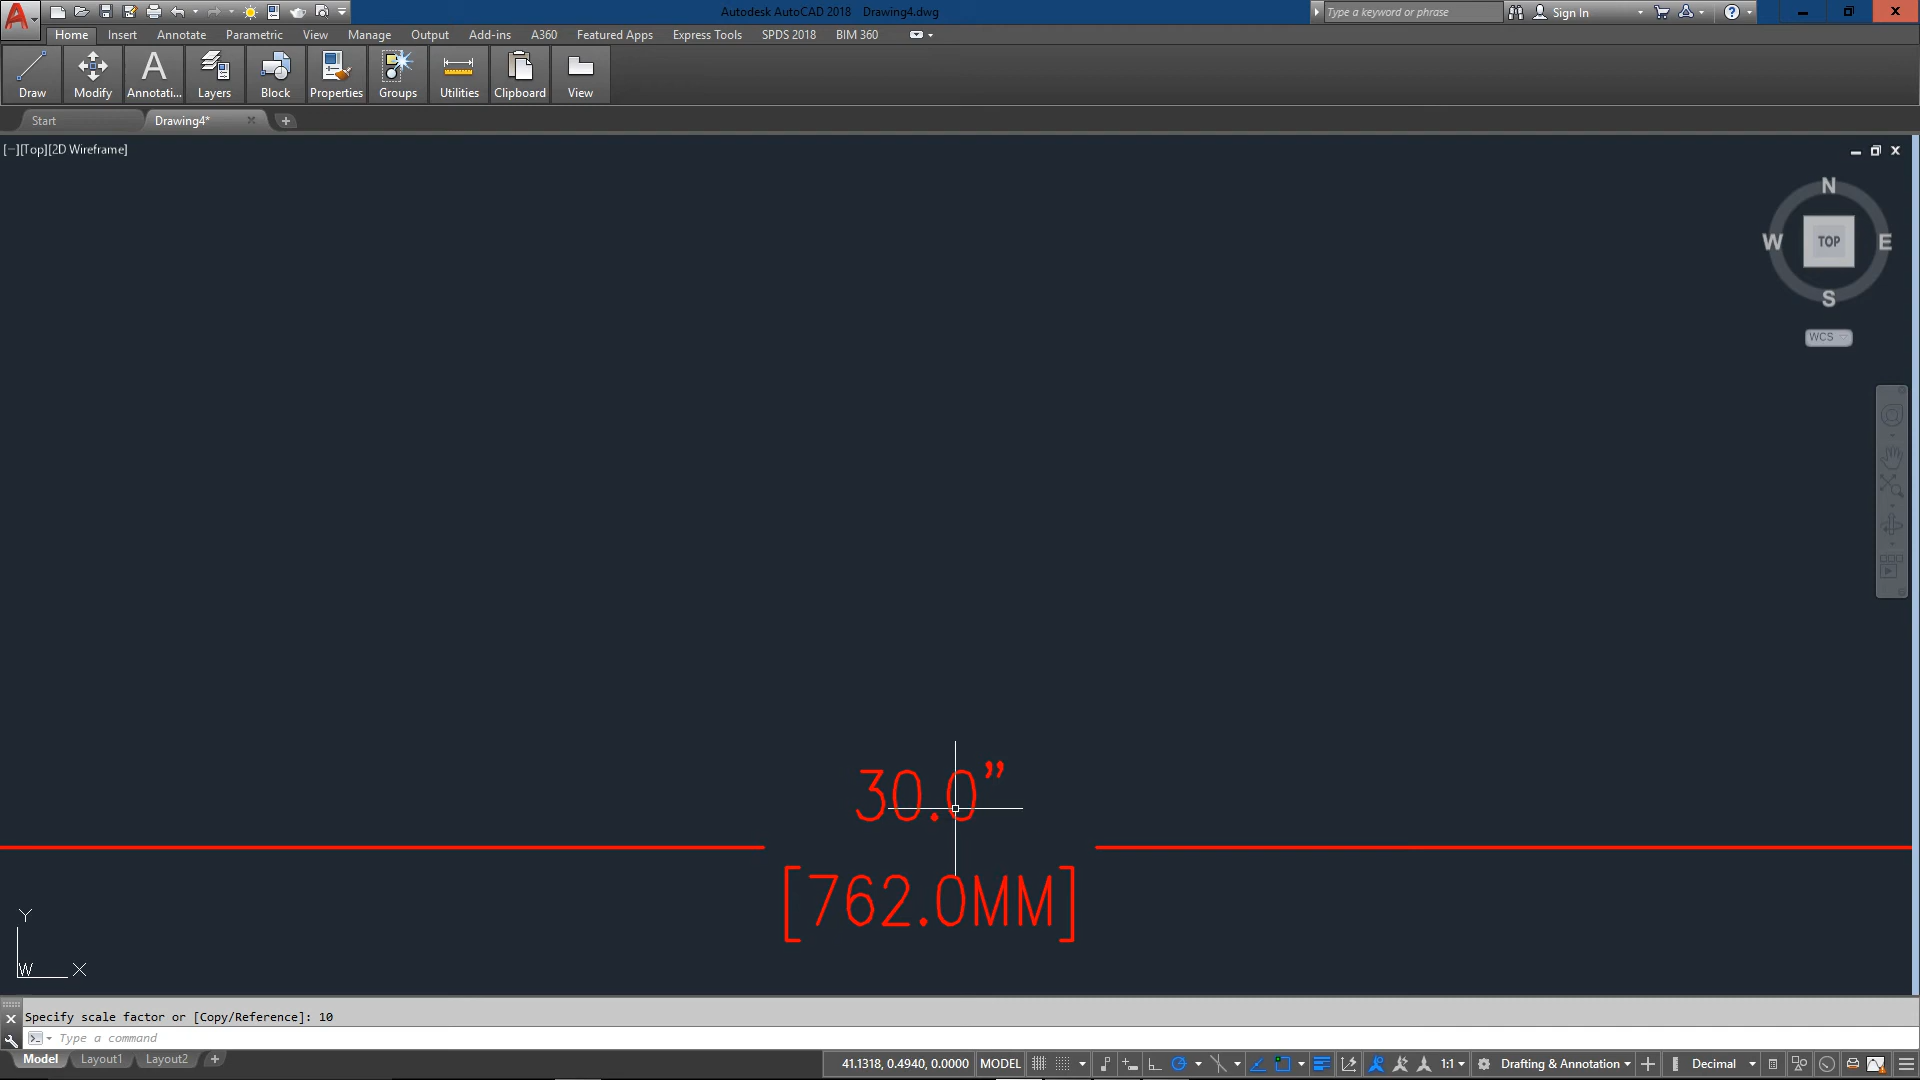 Autodesk AutoCAD 2018 Drawing4.dwg
Type a keyword or phrase
Sign In
Home Insert Annotate Parametric View Manage Output Add-ins A360 Featured Apps Express Tools SPDS 2018 BIM 360
Draw Modify Annotati... Layers Block Properties Groups Utilities Clipboard View
Start Drawing4*
[−][Top][2D Wireframe]
N
W TOP E
S
WCS
30.0"
[762.0MM]
Y
W X
Specify scale factor or [Copy/Reference]: 10
Type a command
Model Layout1 Layout2
41.1318, 0.4940, 0.0000 MODEL 1:1 Drafting & Annotation Decimal